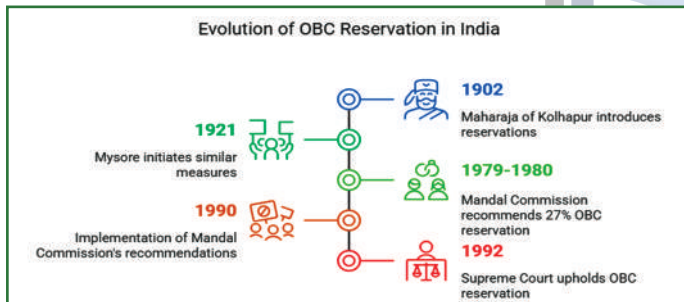 Evolution of OBC Reservation in India
1902
Maharaja of Kolhapur introduces
reservations
1921
Mysore initiates similar
measures
1979-1980
Mandal Commission
recommends 27% OBC
reservation
1990
Implementation of Mandal
Commission's recommendations
1992
Supreme Court upholds OBC
reservation